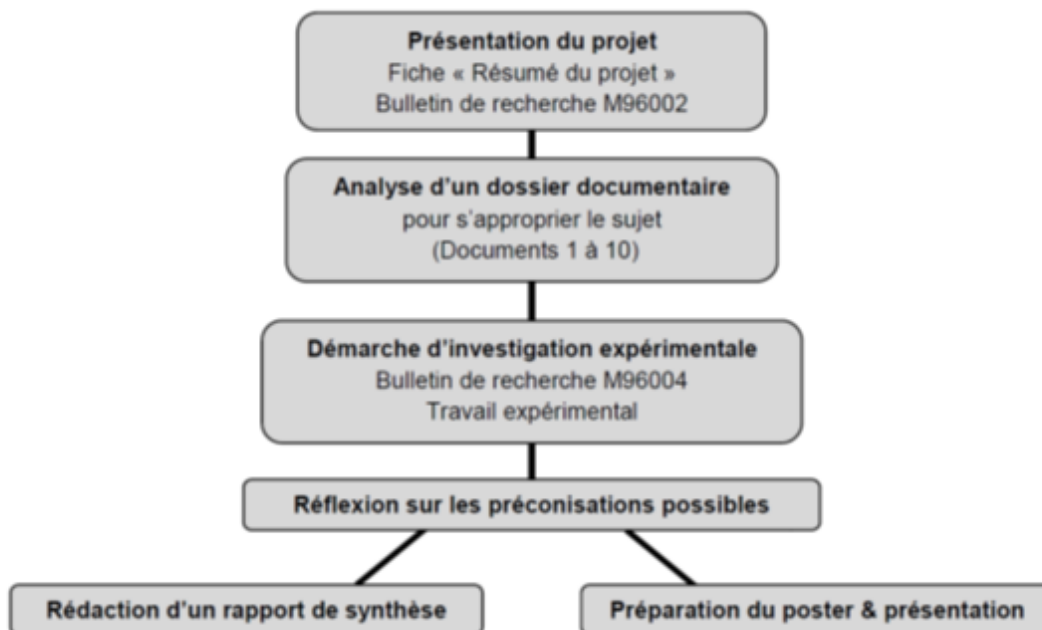 Présentation du projet
Fiche « Résumé du projet »
Bulletin de recherche M96002
Analyse d'un dossier documentaire
pour s'approprier le sujet
(Documents 1 à 10)
Démarche d'investigation expérimentale
Bulletin de recherche M96004
Travail expérimental
Réflexion sur les préconisations possibles
Rédaction d'un rapport de synthèse
Préparation du poster & présentation